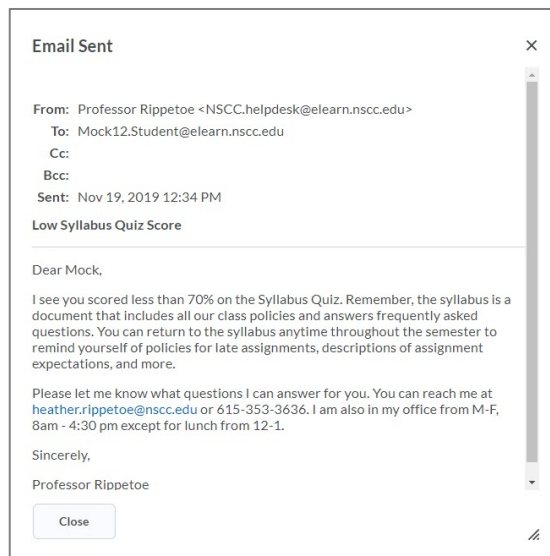 Email Sent
From: Professor Rippetoe <NSCC.helpdesk@elearn.nscc.edu>
To: Mock12.Student@elearn.nscc.edu
Cc:
Bcc:
Sent: Nov 19, 2019 12:34 PM
Low Syllabus Quiz Score
Dear Mock,
I see you scored less than 70% on the Syllabus Quiz. Remember, the syllabus is a
document that includes all our class policies and answers frequently asked
questions. You can return to the syllabus anytime throughout the semester to
remind yourself of policies for late assignments, descriptions of assignment
expectations, and more.
Please let me know what questions I can answer for you. You can reach me at
heather.rippetoe@nscc.edu or 615-353-3636. I am also in my office from M-F,
8am - 4:30 pm except for lunch from 12-1.
Sincerely,
Professor Rippetoe
Close